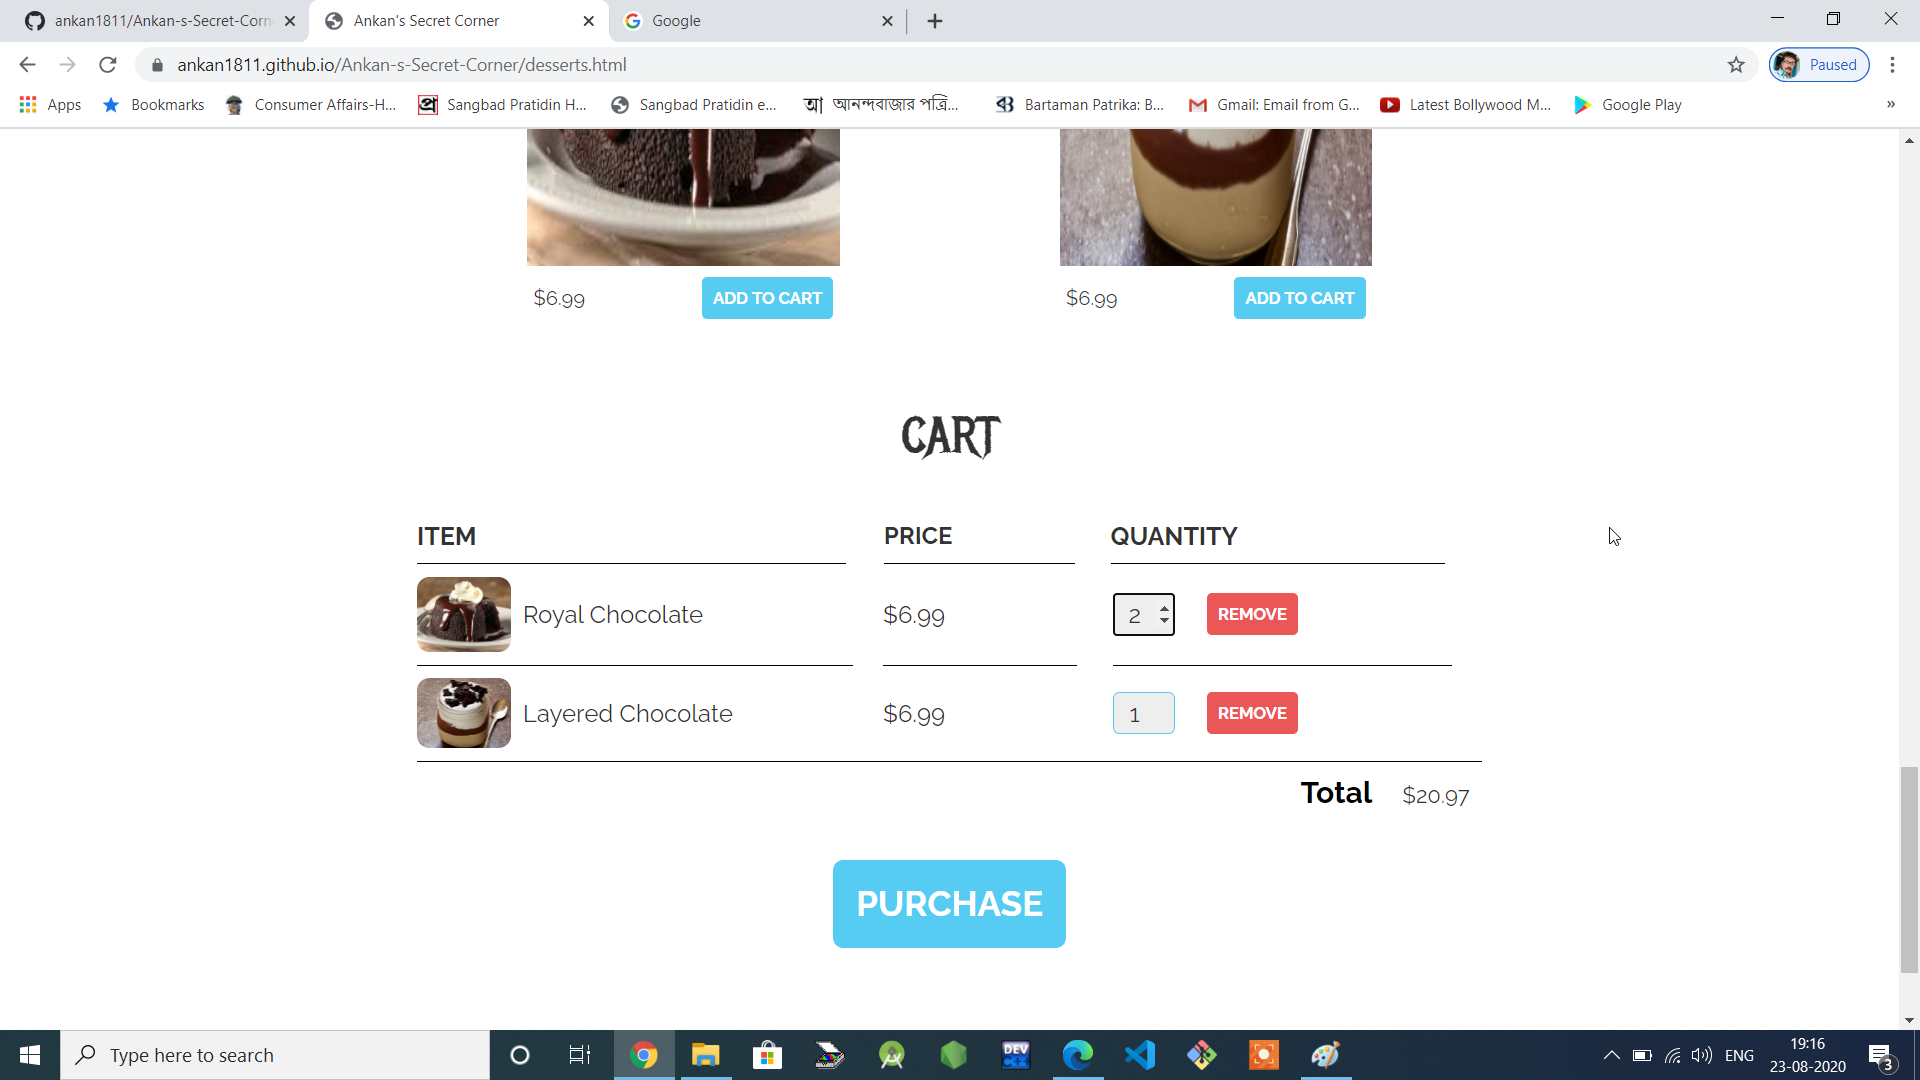 ankan1811/Ankan-s-Secret-Corn
Ankan's Secret Corner
Google
ankan1811.github.io/Ankan-s-Secret-Corner/desserts.html
Paused
Apps
Bookmarks
Consumer Affairs-H...
Sangbad Pratidin H...
Sangbad Pratidin e...
আনন্দবাজার পত্রি...
Bartaman Patrika: B...
Gmail: Email from G...
Latest Bollywood M...
Google Play
»
$6.99
ADD TO CART
$6.99
ADD TO CART
CART
ITEM PRICE QUANTITY
Royal Chocolate $6.99 2 REMOVE
Layered Chocolate $6.99 1 REMOVE
Total $20.97
PURCHASE
Type here to search
DEV C++
ENG
19:16
23-08-2020
3